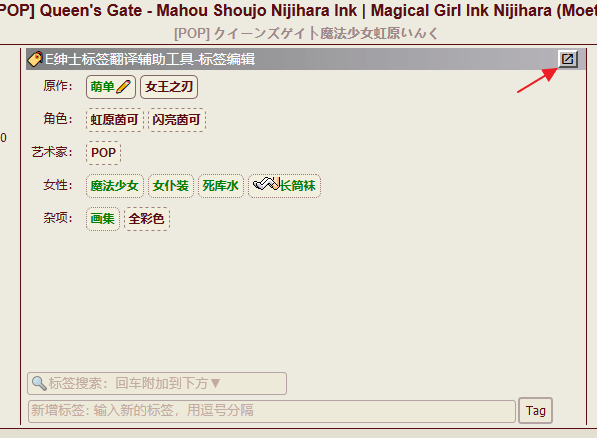 POP] Queen's Gate - Mahou Shoujo Nijihara Ink | Magical Girl Ink Nijihara (Moet
[POP] クイーンズゲイト魔法少女虹原いんく
E绅士标签翻译辅助工具-标签编辑
原作： 萌单 女王之刃
0
角色： 虹原茵可 闪亮茵可
艺术家： POP
女性： 魔法少女 女仆装 死库水 长筒袜
杂项： 画集 全彩色
标签搜索：回车附加到下方▼
新增标签: 输入新的标签，用逗号分隔 Tag